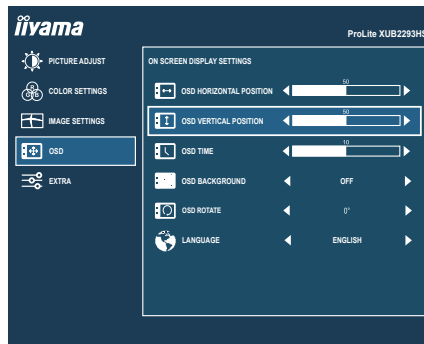 iiyama
ProLite XUB2293HS
PICTURE ADJUST
COLOR SETTINGS
IMAGE SETTINGS
OSD
EXTRA
ON SCREEN DISPLAY SETTINGS
OSD HORIZONTAL POSITION 50
OSD VERTICAL POSITION 50
OSD TIME 10
OSD BACKGROUND OFF
OSD ROTATE 0°
LANGUAGE ENGLISH